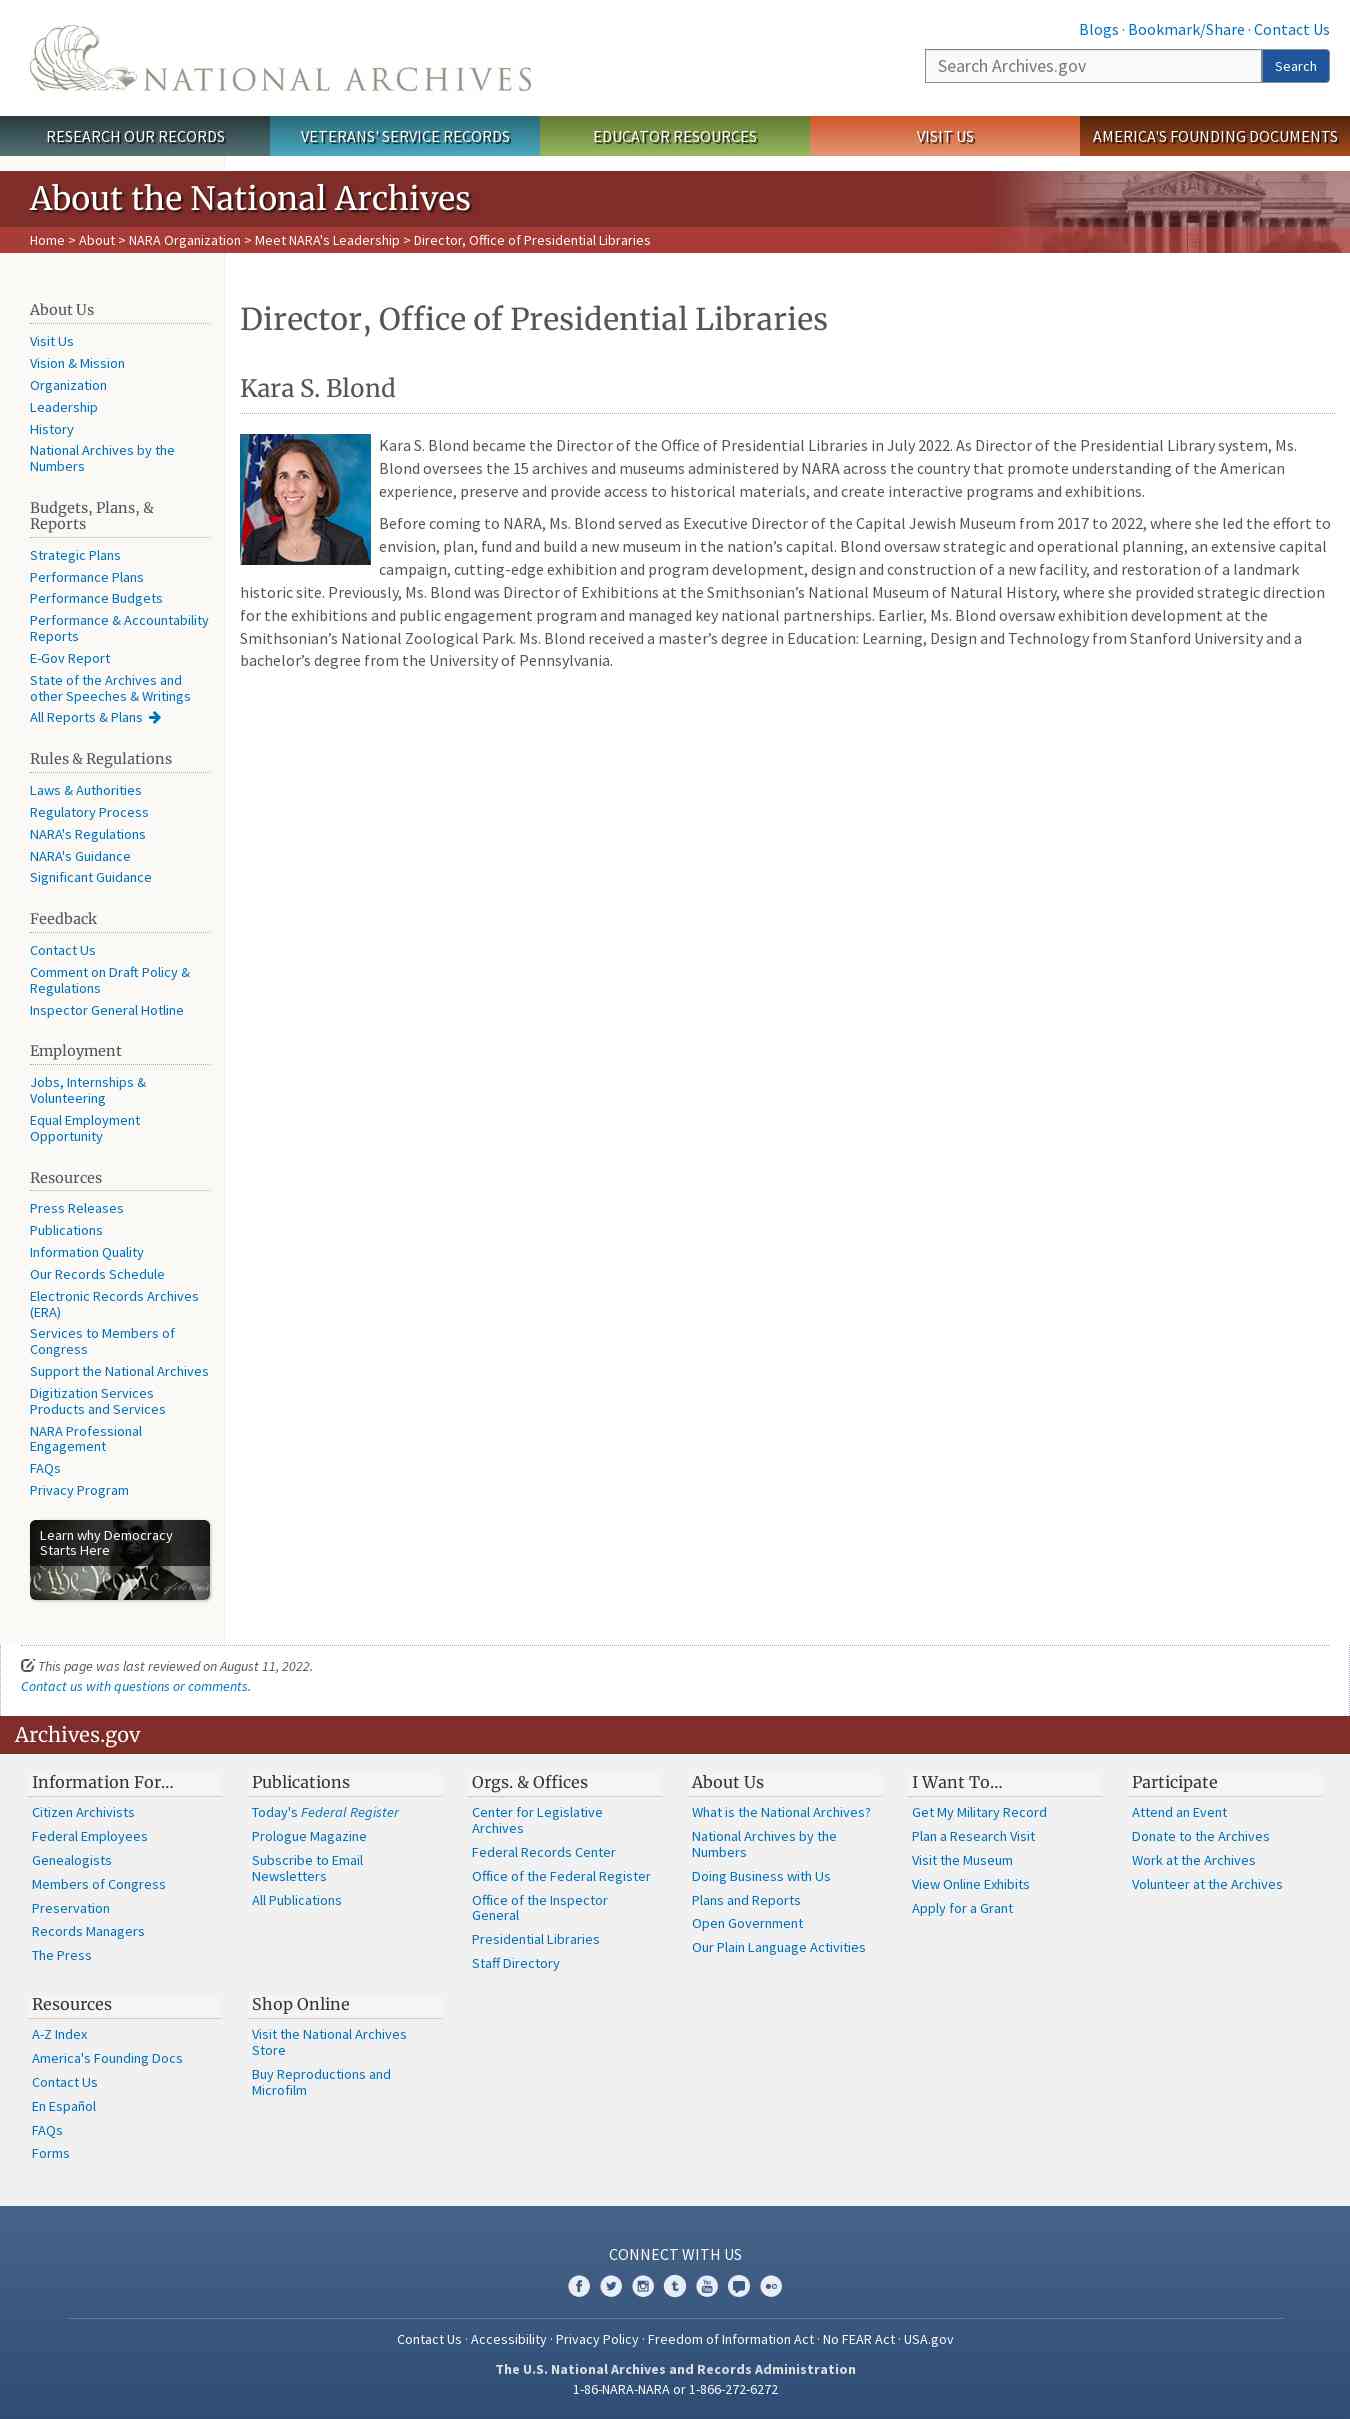 Blogs · Bookmark/Share · Contact Us
NATIONAL ARCHIVES
Search Archives.gov
Search
RESEARCH OUR RECORDS
VETERANS' SERVICE RECORDS
EDUCATOR RESOURCES
VISIT US
AMERICA'S FOUNDING DOCUMENTS
About the National Archives
Home > About > NARA Organization > Meet NARA's Leadership > Director, Office of Presidential Libraries
About Us
Visit Us
Vision & Mission
Organization
Leadership
History
National Archives by the
Numbers
Budgets, Plans, &
Reports
Strategic Plans
Performance Plans
Performance Budgets
Performance & Accountability
Reports
E-Gov Report
State of the Archives and
other Speeches & Writings
All Reports & Plans
Rules & Regulations
Laws & Authorities
Regulatory Process
NARA's Regulations
NARA's Guidance
Significant Guidance
Feedback
Contact Us
Comment on Draft Policy &
Regulations
Inspector General Hotline
Employment
Jobs, Internships &
Volunteering
Equal Employment
Opportunity
Resources
Press Releases
Publications
Information Quality
Our Records Schedule
Electronic Records Archives
(ERA)
Services to Members of
Congress
Support the National Archives
Digitization Services
Products and Services
NARA Professional
Engagement
FAQs
Privacy Program
Learn why Democracy
Starts Here
e the People
Director, Office of Presidential Libraries
Kara S. Blond
Kara S. Blond became the Director of the Office of Presidential Libraries in July 2022. As Director of the Presidential Library system, Ms.
Blond oversees the 15 archives and museums administered by NARA across the country that promote understanding of the American
experience, preserve and provide access to historical materials, and create interactive programs and exhibitions.
Before coming to NARA, Ms. Blond served as Executive Director of the Capital Jewish Museum from 2017 to 2022, where she led the effort to
envision, plan, fund and build a new museum in the nation’s capital. Blond oversaw strategic and operational planning, an extensive capital
campaign, cutting-edge exhibition and program development, design and construction of a new facility, and restoration of a landmark
historic site. Previously, Ms. Blond was Director of Exhibitions at the Smithsonian’s National Museum of Natural History, where she provided strategic direction
for the exhibitions and public engagement program and managed key national partnerships. Earlier, Ms. Blond oversaw exhibition development at the
Smithsonian’s National Zoological Park. Ms. Blond received a master’s degree in Education: Learning, Design and Technology from Stanford University and a
bachelor’s degree from the University of Pennsylvania.
This page was last reviewed on August 11, 2022.
Contact us with questions or comments.
Archives.gov
Information For…
Citizen Archivists
Federal Employees
Genealogists
Members of Congress
Preservation
Records Managers
The Press
Publications
Today's Federal Register
Prologue Magazine
Subscribe to Email
Newsletters
All Publications
Orgs. & Offices
Center for Legislative
Archives
Federal Records Center
Office of the Federal Register
Office of the Inspector
General
Presidential Libraries
Staff Directory
About Us
What is the National Archives?
National Archives by the
Numbers
Doing Business with Us
Plans and Reports
Open Government
Our Plain Language Activities
I Want To…
Get My Military Record
Plan a Research Visit
Visit the Museum
View Online Exhibits
Apply for a Grant
Participate
Attend an Event
Donate to the Archives
Work at the Archives
Volunteer at the Archives
Resources
A-Z Index
America's Founding Docs
Contact Us
En Español
FAQs
Forms
Shop Online
Visit the National Archives
Store
Buy Reproductions and
Microfilm
CONNECT WITH US
Contact Us · Accessibility · Privacy Policy · Freedom of Information Act · No FEAR Act · USA.gov
The U.S. National Archives and Records Administration
1-86-NARA-NARA or 1-866-272-6272